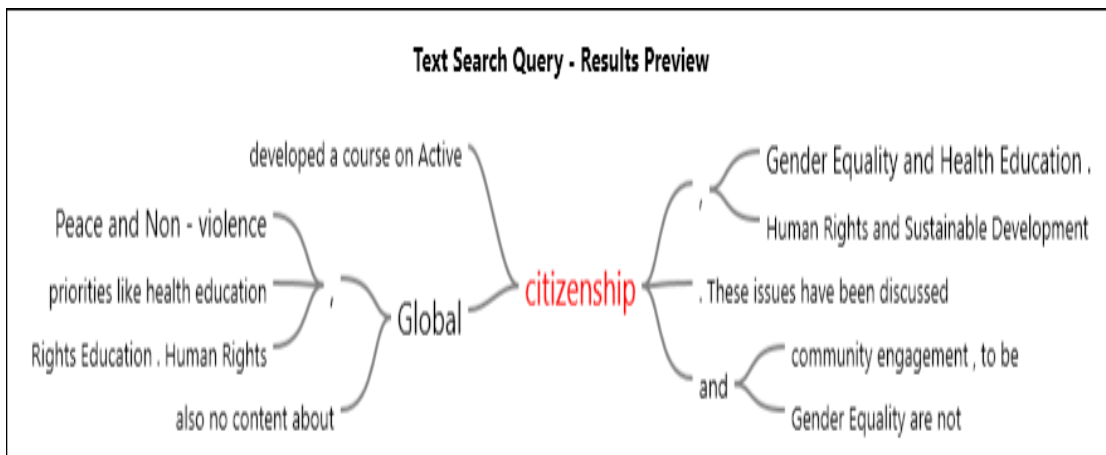 Text Search Query - Results Preview
developed a course on Active
Peace and Non - violence
priorities like health education
Rights Education . Human Rights
,
also no content about
Global
citizenship
,
Gender Equality and Health Education .
Human Rights and Sustainable Development
. These issues have been discussed
and
community engagement , to be
Gender Equality are not